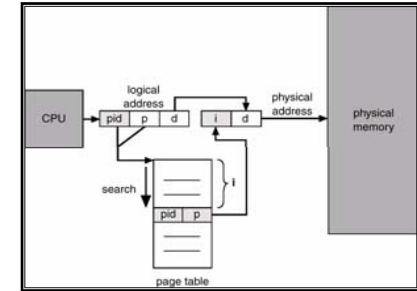 logical
address
physical
address
CPU
pid p d
i d
physical
memory
search
i
pid p
page table